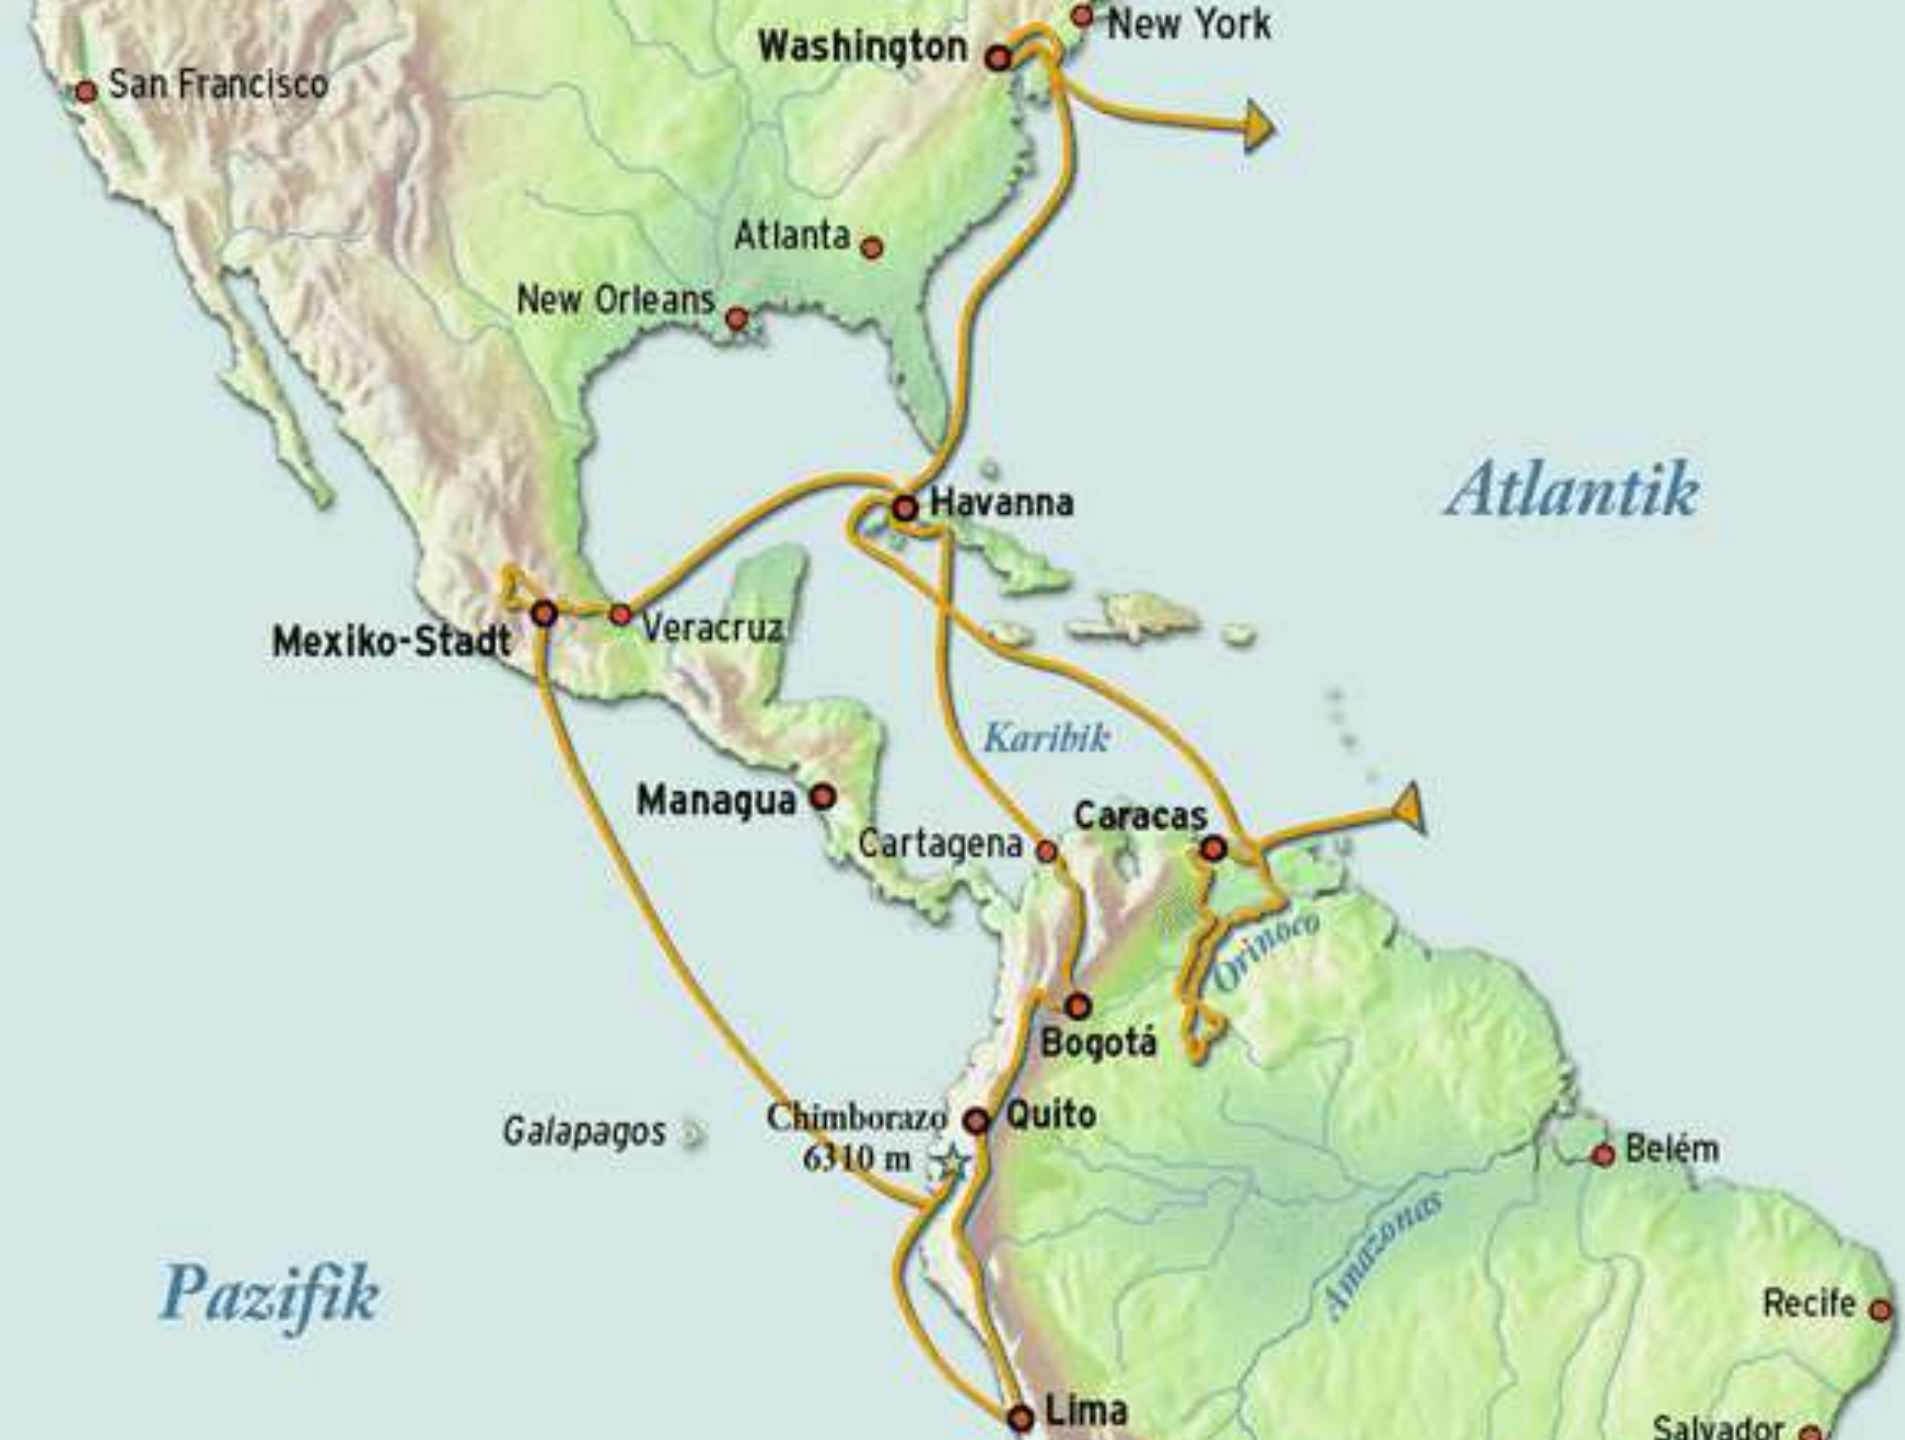 New York
Washington
San Francisco
Atlanta
New Orleans
Atlantik
Havanna
Veracruz
Mexiko-Stadt
Karibik
Managua
Caracas
Cartagena
Orinoco
Bogotá
Chimborazo
6310 m
Quito
Galapagos
Belém
Amazonas
Pazifik
Recife
Lima
Salvador